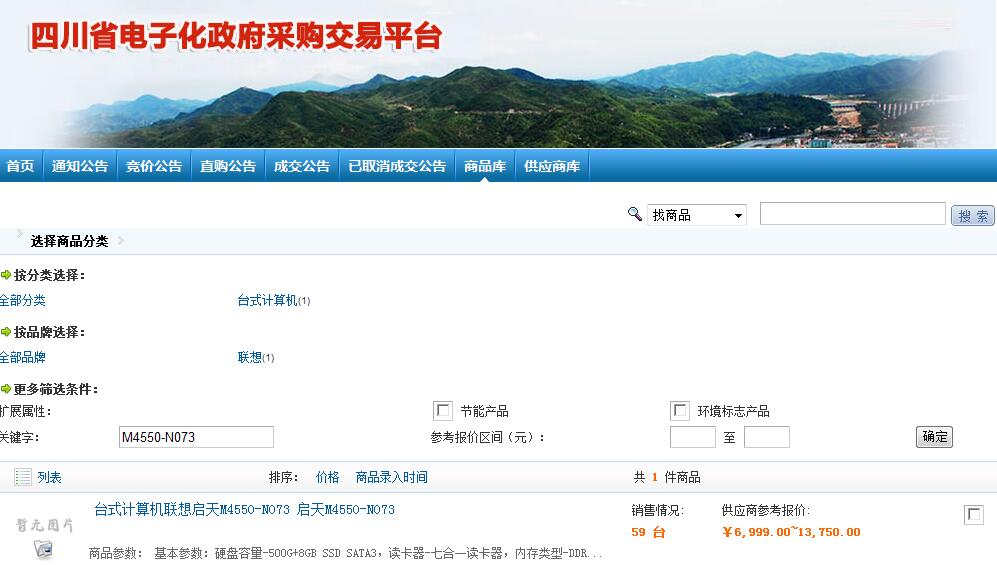 四川省电子化政府采购交易平台
首页 通知公告 竞价公告 直购公告 成交公告 已取消成交公告 商品库 供应商库
找商品 搜 索
选择商品分类
按分类选择：
全部分类 台式计算机(1)
按品牌选择：
全部品牌 联想(1)
更多筛选条件：
扩展属性： 节能产品 环境标志产品
关键字： M4550-N073 参考报价区间（元）： 至 确定
列表 排序： 价格 商品录入时间 共 1 件商品
台式计算机联想启天M4550-N073 启天M4550-N073 销售情况： 供应商参考报价：
暂无图片 59 台 ￥6,999.00~13,750.00
商品参数： 基本参数：硬盘容量-500G+8GB SSD SATA3，读卡器-七合一读卡器，内存类型-DDR...